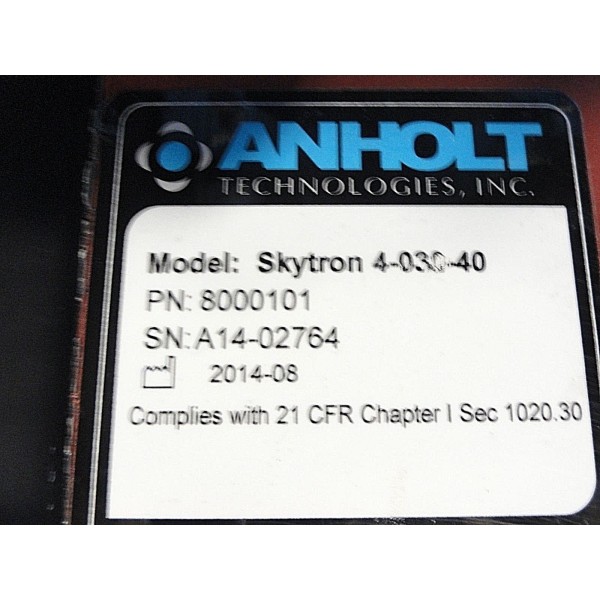 ANHOLT
TECHNOLOGIES, INC.
Model: Skytron 4-030-40
PN: 8000101
SN: A14-02764
2014-08
Complies with 21 CFR Chapter I Sec 1020.30